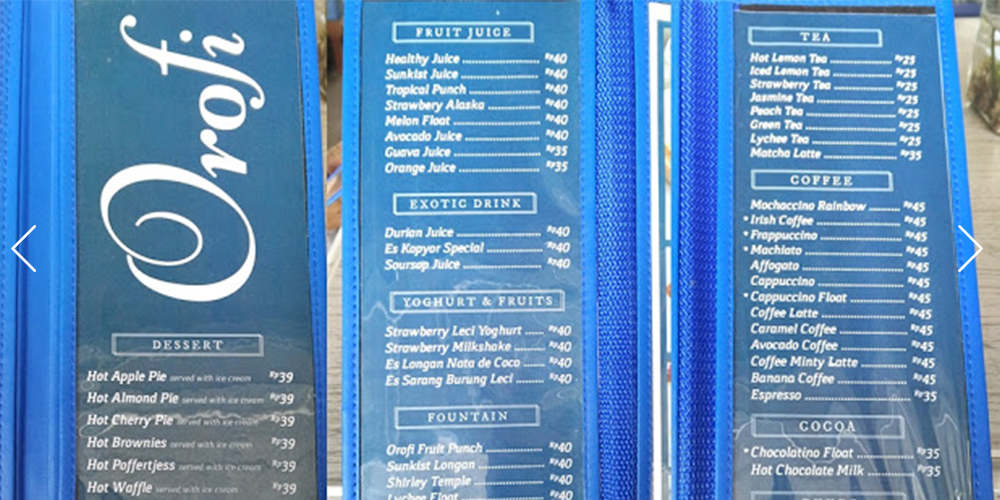 Orofi
DESSERT
Hot Apple Pie served with ice cream Rp39
Hot Almond Pie served with ice cream Rp39
Hot Cherry Pie served with ice cream Rp39
Hot Brownies served with ice cream Rp39
Hot Poffertjess served with ice cream Rp39
Hot Waffle served with ice cream Rp39
FRUIT JUICE
Healthy Juice Rp40
Sunkist Juice Rp40
Tropical Punch Rp40
Strawbery Alaska Rp40
Melon Float Rp40
Avocado Juice Rp40
Guava Juice Rp35
Orange Juice Rp35
EXOTIC DRINK
Durian Juice Rp40
Es Kopyor Special Rp40
Soursop Juice Rp40
YOGHURT & FRUITS
Strawberry Leci Yoghurt Rp40
Strawberry Milkshake Rp40
Es Longan Nata de Coco Rp40
Es Sarang Burung Leci Rp40
FOUNTAIN
Orofi Fruit Punch Rp40
Sunkist Longan Rp40
Shirley Temple Rp40
Lychee Float Rp40
TEA
Hot Lemon Tea Rp25
Iced Lemon Tea Rp25
Strawberry Tea Rp25
Jasmine Tea Rp25
Peach Tea Rp25
Green Tea Rp25
Lychee Tea Rp25
Matcha Latte Rp35
COFFEE
Mochaccino Rainbow Rp45
* Irish Coffee Rp45
* Frappuccino Rp45
* Machiato Rp45
Affogato Rp45
Cappuccino Rp45
* Cappuccino Float Rp45
Coffee Latte Rp45
Caramel Coffee Rp45
Avocado Coffee Rp45
Coffee Minty Latte Rp45
Banana Coffee Rp45
Espresso Rp35
COCOA
* Chocolatino Float Rp35
Hot Chocolate Milk Rp35